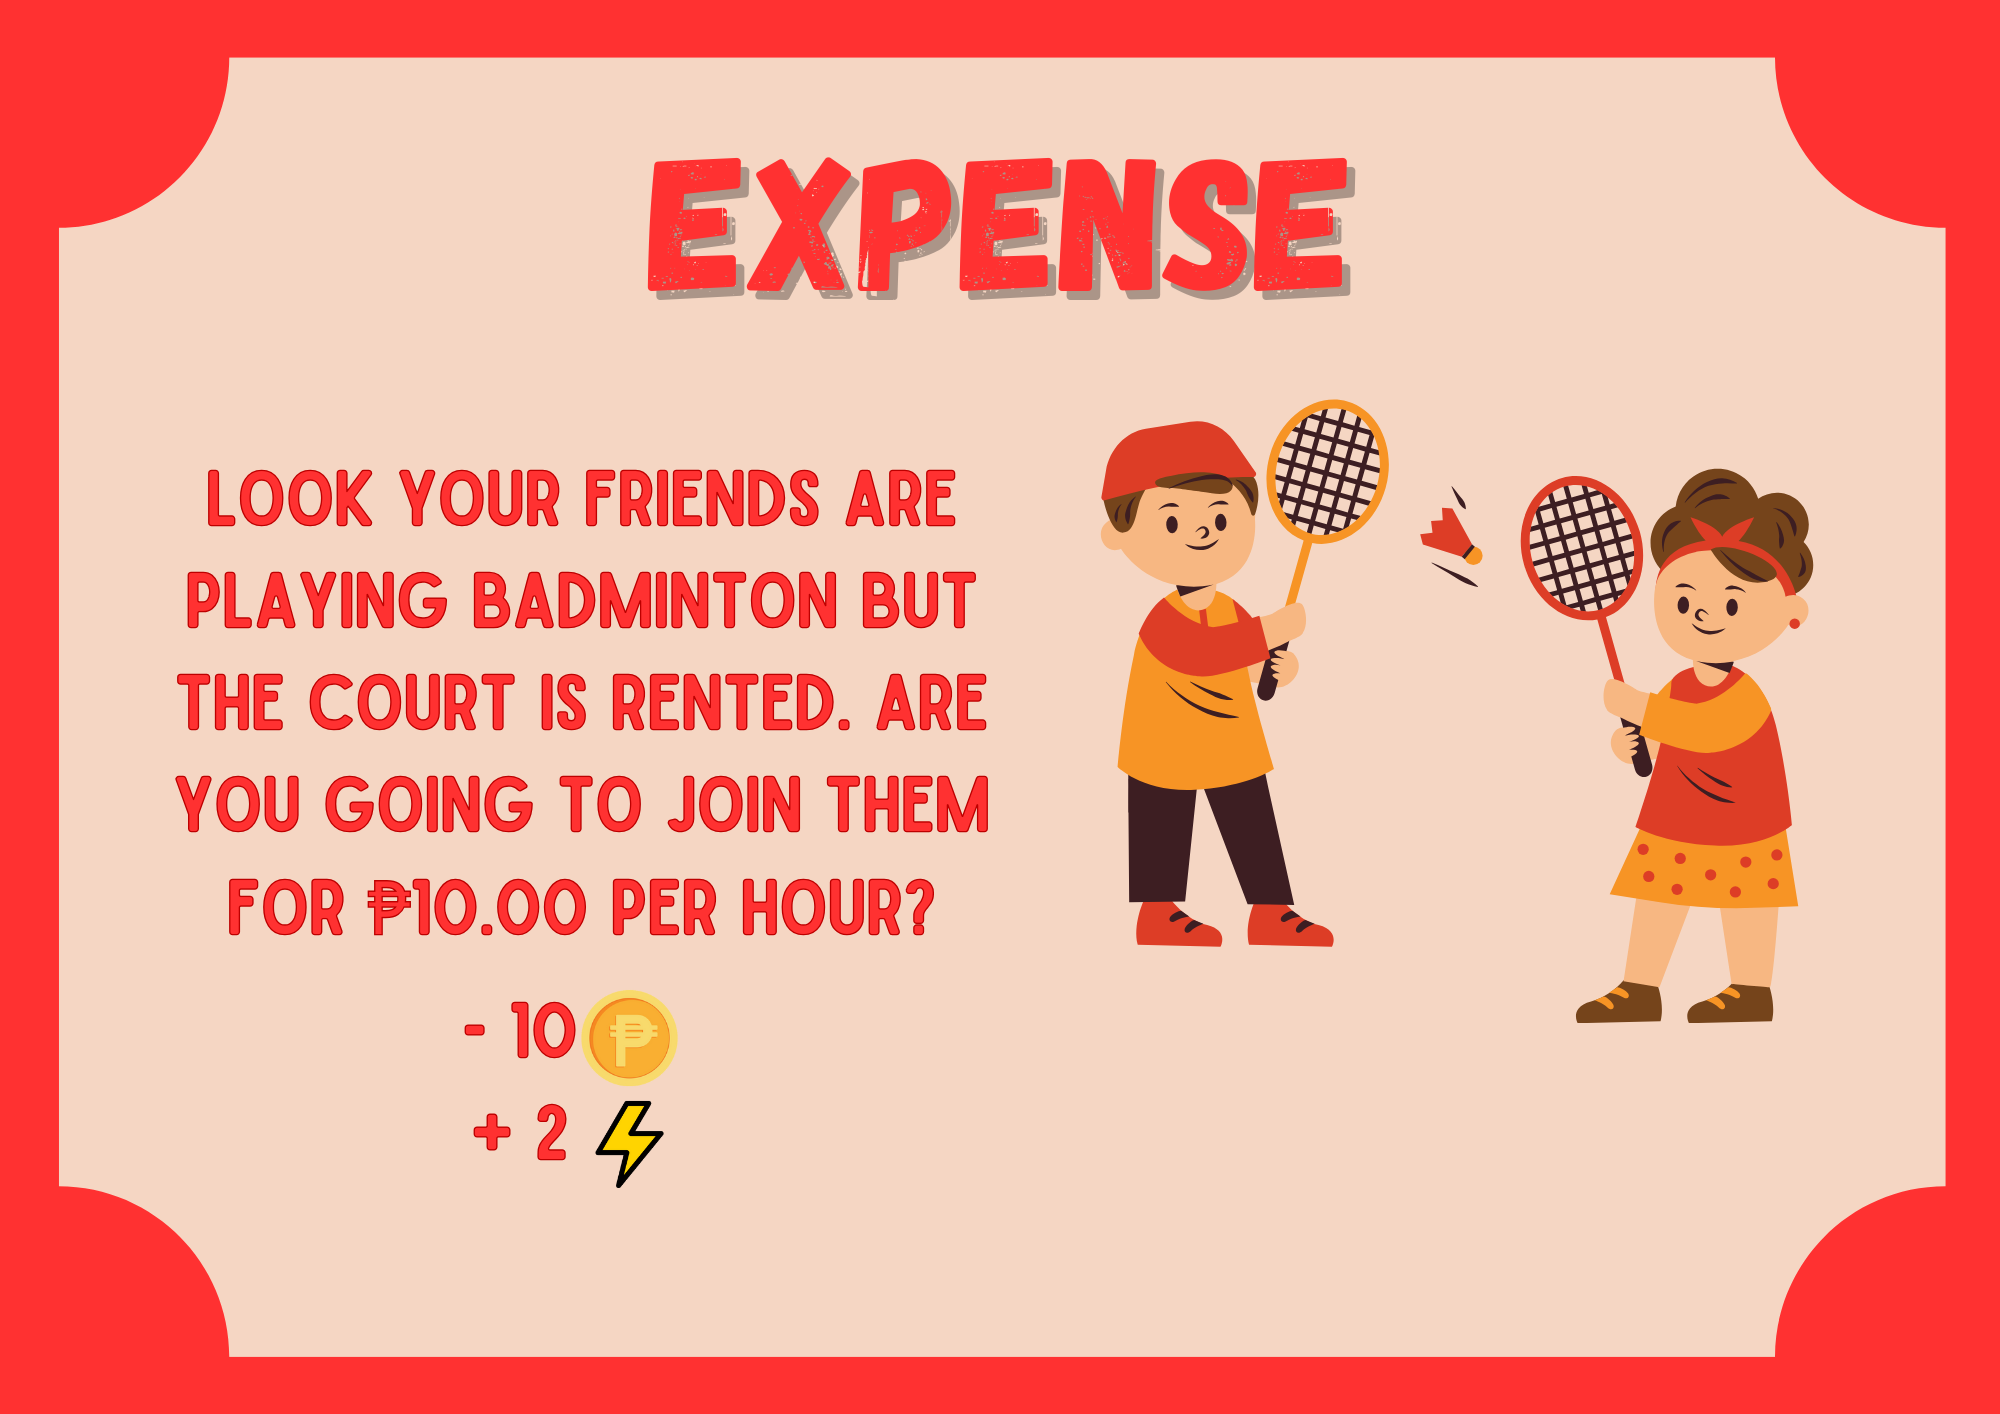 EXPENSE
LOOK YOUR FRIENDS ARE
PLAYING BADMINTON BUT
THE COURT IS RENTED. ARE
YOU GOING TO JOIN THEM
FOR ₱10.00 PER HOUR?
- 10 ₱
+ 2